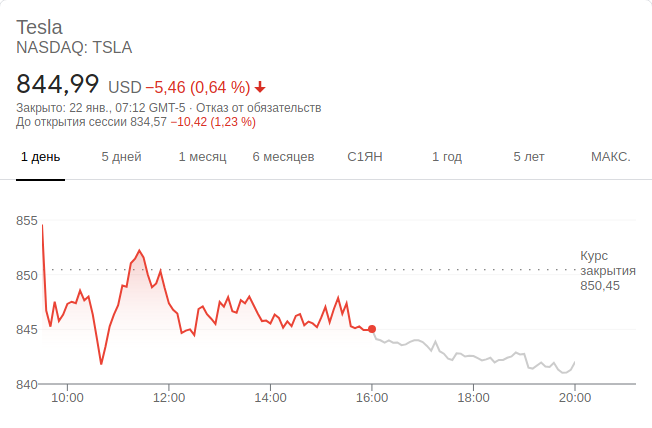 Tesla
NASDAQ: TSLA
844,99 USD −5,46 (0,64 %)
Закрыто: 22 янв., 07:12 GMT-5 · Отказ от обязательств
До открытия сессии 834,57 −10,42 (1,23 %)
1 день 5 дней 1 месяц 6 месяцев С1ЯН 1 год 5 лет МАКС.
855
850
845
840
Курс
закрытия
850,45
10:00 12:00 14:00 16:00 18:00 20:00